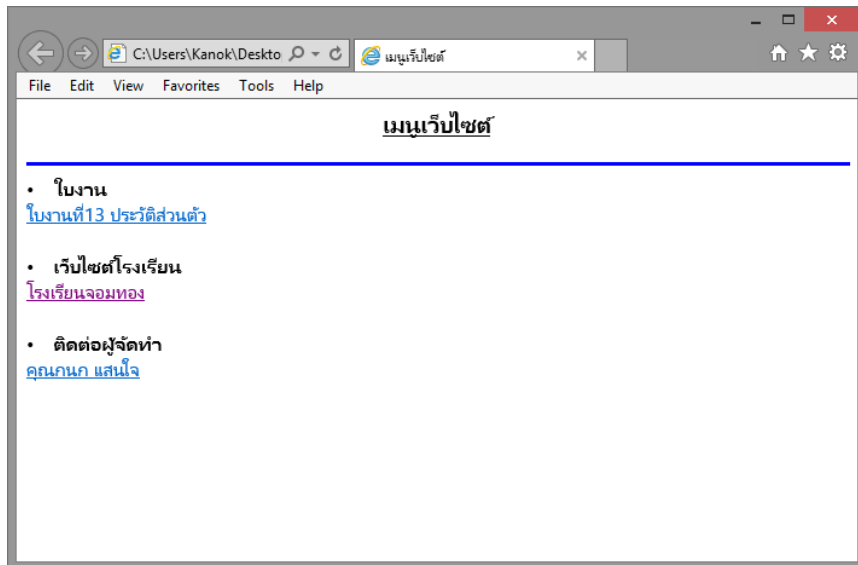 C:\Users\Kanok\Deskto
เมนูเว็บไซต์
File Edit View Favorites Tools Help
เมนูเว็บไซต์
• ใบงาน
ใบงานที่13 ประวัติส่วนตัว
• เว็บไซต์โรงเรียน
โรงเรียนจอมทอง
• ติดต่อผู้จัดทำ
คุณกนก แสนใจ